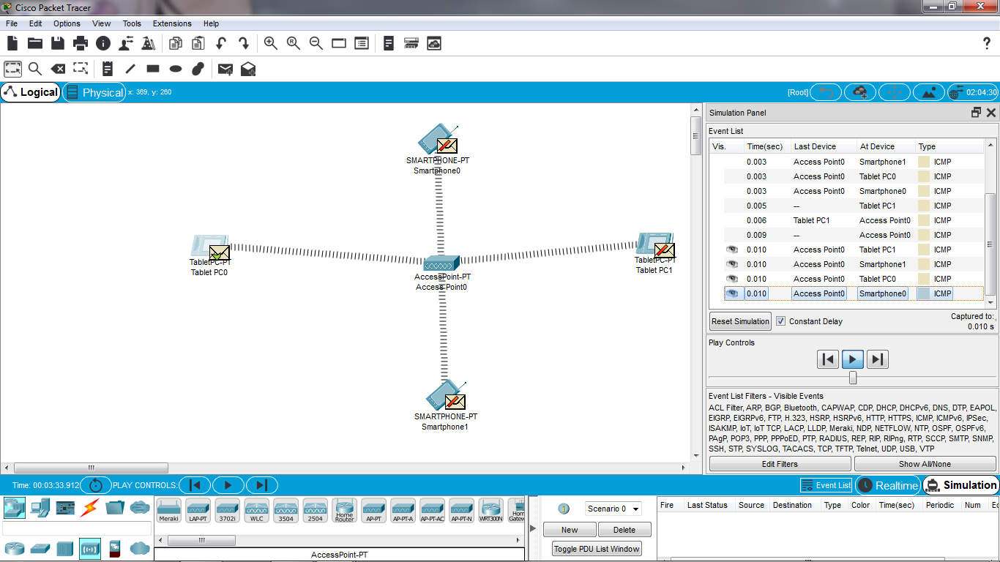 Cisco Packet Tracer
File Edit Options View Tools Extensions Help
Logical Physical x: 369, y: 260 [Root] 02:04:30
SMARTPHONE-PT
Smartphone0
TabletPC-PT
Tablet PC0
AccessPoint-PT
Access Point0
TabletPC-PT
Tablet PC1
SMARTPHONE-PT
Smartphone1
Simulation Panel
Event List
Vis. Time(sec) Last Device At Device Type
0.003 Access Point0 Smartphone1 ICMP
0.003 Access Point0 Tablet PC0 ICMP
0.003 Access Point0 Smartphone0 ICMP
0.005 -- Tablet PC1 ICMP
0.006 Tablet PC1 Access Point0 ICMP
0.009 -- Access Point0 ICMP
0.010 Access Point0 Tablet PC1 ICMP
0.010 Access Point0 Smartphone1 ICMP
0.010 Access Point0 Tablet PC0 ICMP
0.010 Access Point0 Smartphone0 ICMP
Reset Simulation Constant Delay Captured to:
0.010 s
Play Controls
Event List Filters - Visible Events
ACL Filter, ARP, BGP, Bluetooth, CAPWAP, CDP, DHCP, DHCPv6, DNS, DTP, EAPOL,
EIGRP, EIGRPv6, FTP, H.323, HSRP, HSRPv6, HTTP, HTTPS, ICMP, ICMPv6, IPSec,
ISAKMP, IoT, IoT TCP, LACP, LLDP, Meraki, NDP, NETFLOW, NTP, OSPF, OSPFv6,
PAgP, POP3, PPP, PPPoED, PTP, RADIUS, REP, RIP, RIPng, RTP, SCCP, SMTP, SNMP,
SSH, STP, SYSLOG, TACACS, TCP, TFTP, Telnet, UDP, USB, VTP
Edit Filters Show All/None
Time: 00:03:33.912 PLAY CONTROLS: Event List Realtime Simulation
Meraki LAP-PT 3702i WLC 3504 2504 Home Router AP-PT AP-PT-A AP-PT-AC AP-PT-N WRT300N Home Gatew
AccessPoint-PT
Scenario 0
New Delete
Toggle PDU List Window
Fire Last Status Source Destination Type Color Time(sec) Periodic Num Ed